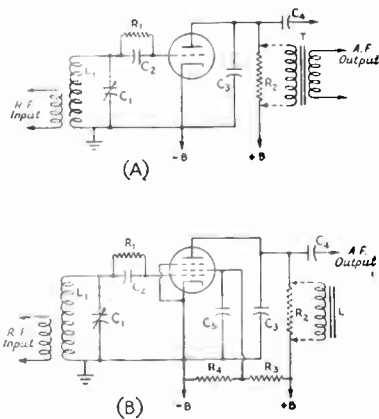 R1
C4
T
A.F.
Output
L1
C2
C1
C3
R2
H.F.
Input
-B
+B
(A)
R1
C4
A.F.
Output
L1
C2
C1
C5
C3
R2
L
R.F.
Input
R4
R3
-B
+B
(B)